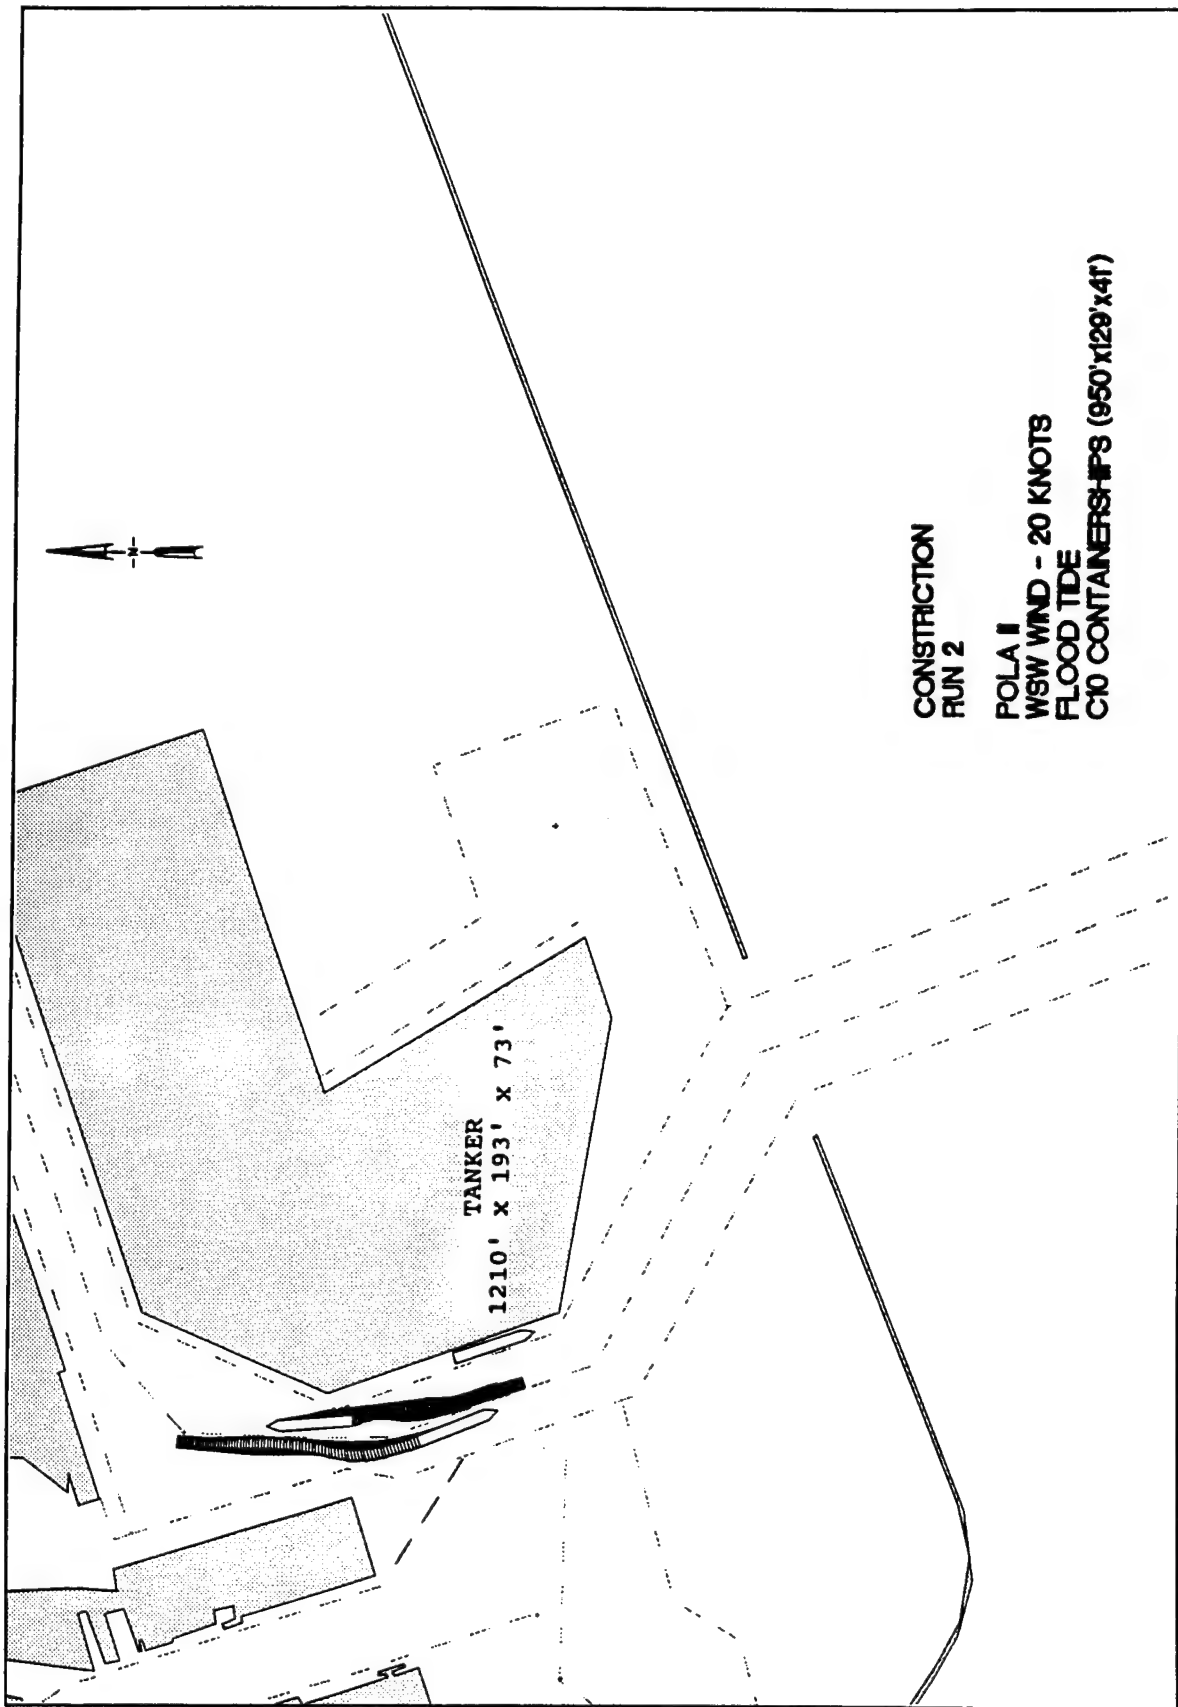 N
TANKER
1210' x 193' x 73'
CONSTRICTION
RUN 2
POLA II
WSW WIND - 20 KNOTS
FLOOD TIDE
C10 CONTAINERSHIPS (950'x129'x41')